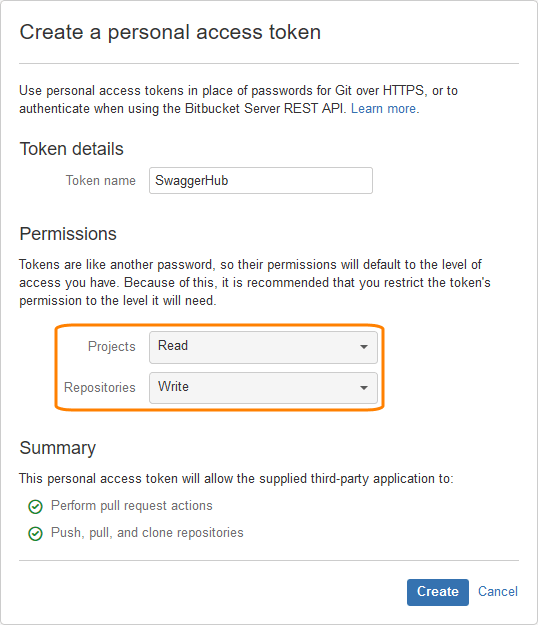 Create a personal access token
Use personal access tokens in place of passwords for Git over HTTPS, or to
authenticate when using the Bitbucket Server REST API. Learn more.
Token details
Token name SwaggerHub
Permissions
Tokens are like another password, so their permissions will default to the level of
access you have. Because of this, it is recommended that you restrict the token's
permission to the level it will need.
Projects Read
Repositories Write
Summary
This personal access token will allow the supplied third-party application to:
Perform pull request actions
Push, pull, and clone repositories
Create Cancel